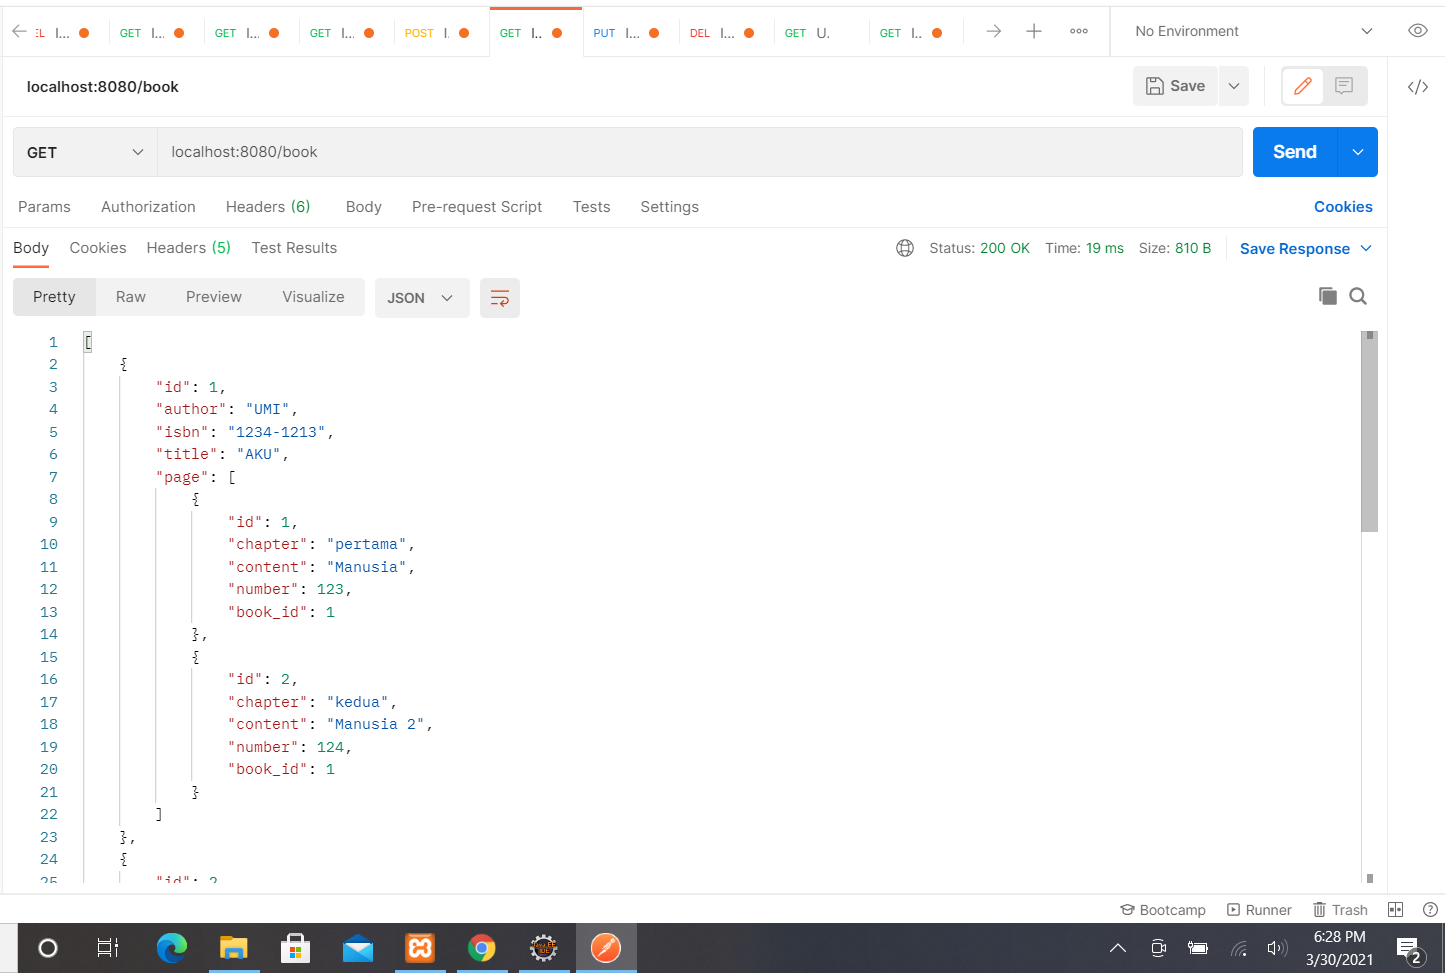 EL I...
GET I...
GET I...
GET I...
POST I.
GET I..
PUT I...
DEL I...
GET U.
GET I..
No Environment
localhost:8080/book
Save
GET
localhost:8080/book
Send
Params Authorization Headers (6) Body Pre-request Script Tests Settings Cookies
Body Cookies Headers (5) Test Results Status: 200 OK Time: 19 ms Size: 810 B Save Response
Pretty Raw Preview Visualize JSON
1 [
2 {
3 "id": 1,
4 "author": "UMI",
5 "isbn": "1234-1213",
6 "title": "AKU",
7 "page": [
8 {
9 "id": 1,
10 "chapter": "pertama",
11 "content": "Manusia",
12 "number": 123,
13 "book_id": 1
14 },
15 {
16 "id": 2,
17 "chapter": "kedua",
18 "content": "Manusia 2",
19 "number": 124,
20 "book_id": 1
21 }
22 ]
23 },
24 {
25 "id": 2
Bootcamp Runner Trash
6:28 PM
3/30/2021
2